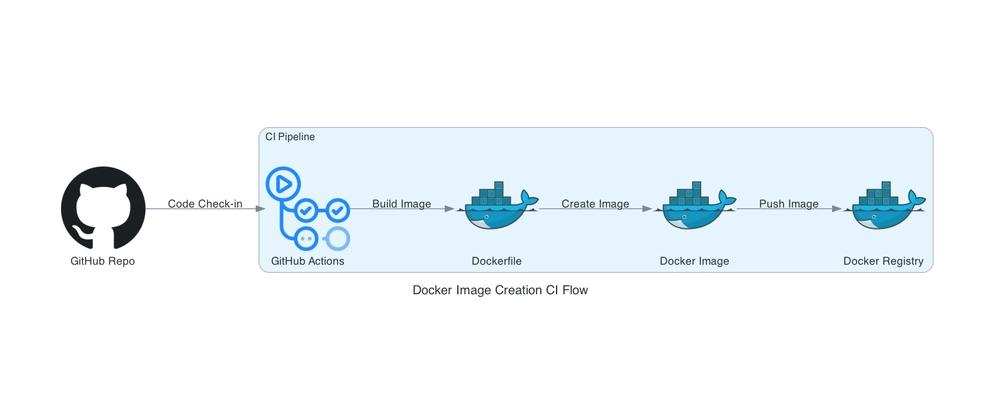 CI Pipeline
Code Check-in
Build Image
Create Image
Push Image
GitHub Repo
GitHub Actions
Dockerfile
Docker Image
Docker Registry
Docker Image Creation CI Flow